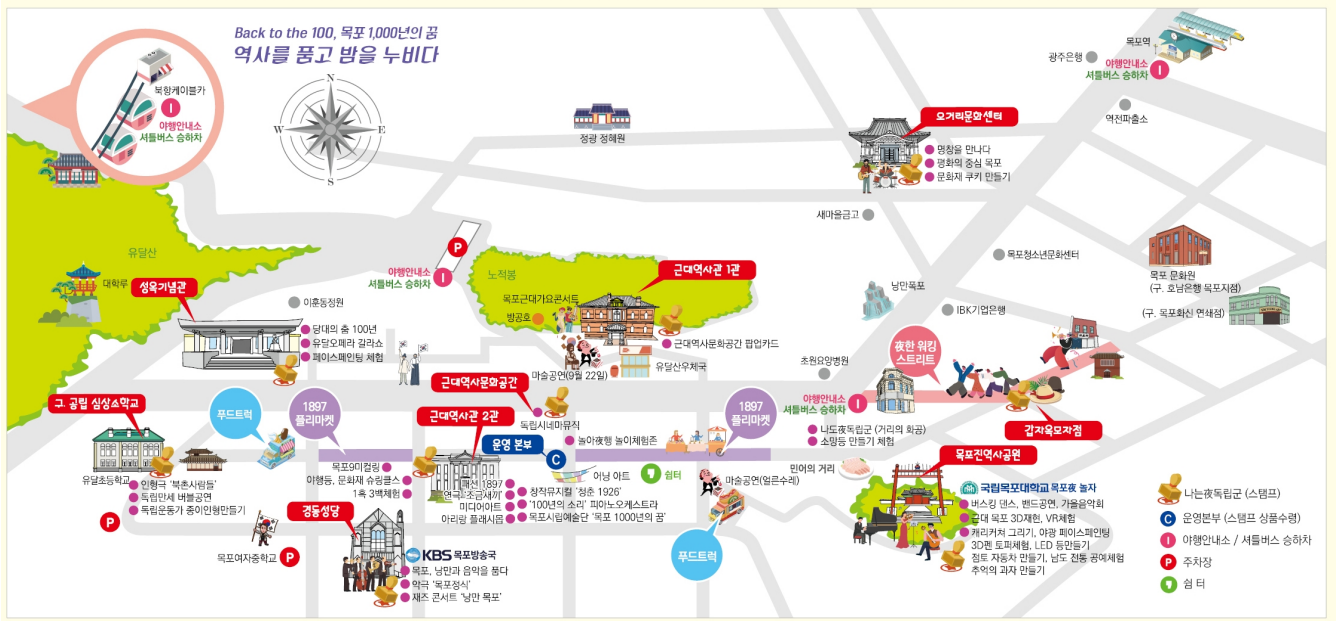 Back to the 100, 목포 1,000년의 꿈
역사를 품고 밤을 누비다
북항케이블카
I
야행안내소
셔틀버스 승하차
N
W
E
S
정광 정혜원
오거리문화센터
명창을 만나다
평화의 중심 목포
문화재 쿠키 만들기
목포역
광주은행
야행안내소
셔틀버스 승하차
I
역전파출소
새마을금고
목포청소년문화센터
목포 문화원
(구. 호남은행 목포지점)
(구. 목포화신 연쇄점)
유달산
대학루
성옥기념관
이훈동정원
당대의 춤 100년
유달오페라 갈라쇼
페이스페인팅 체험
P
야행안내소
셔틀버스 승하차
I
노적봉
목포근대가요콘서트
방공호
근대역사관 1관
근대역사문화공간 팝업카드
마술공연(9월 22일)
유달산우체국
낭만목포
IBK기업은행
초원요양병원
夜한 워킹
스트리트
야행안내소
셔틀버스 승하차
I
나도夜독립군 (거리의 화공)
소망등 만들기 체험
갑자옥모자점
구. 공립 심상소학교
유달초등학교
인형극 '북촌사람들'
독립만세 버블공연
독립운동가 종이인형만들기
P
푸드트럭
1897
플리마켓
목포9미컬링
야행등, 문화재 슈링클스
1흑 3백체험
근대역사문화공간
독립시네마뮤직
근대역사관 2관
운영 본부
C
놀아夜행 놀이체험존
어닝 아트
쉼터
패션 1897
연극 '조금새끼'
미디어아트
아리랑 플래시몹
창작뮤지컬 '청춘 1926'
'100년의 소리' 피아노오케스트라
목포시립예술단 '목포 1000년의 꿈'
1897
플리마켓
마술공연(얼른수레)
푸드트럭
민어의 거리
목포진역사공원
국립목포대학교 목포夜 놀자
버스킹 댄스, 밴드공연, 가을음악회
근대 목포 3D재현, VR체험
캐리커처 그리기, 야광 페이스페인팅
3D펜 토피체험, LED 등만들기
점토 자동차 만들기, 남도 전통 공예체험
추억의 과자 만들기
목포여자중학교
P
경동성당
KBS 목포방송국
목포, 낭만과 음악을 품다
악극 '목포정식'
재즈 콘서트 '낭만 목포'
나는夜독립군 (스탬프)
C 운영본부 (스탬프 상품수령)
I 야행안내소 / 셔틀버스 승하차
P 주차장
쉼 터